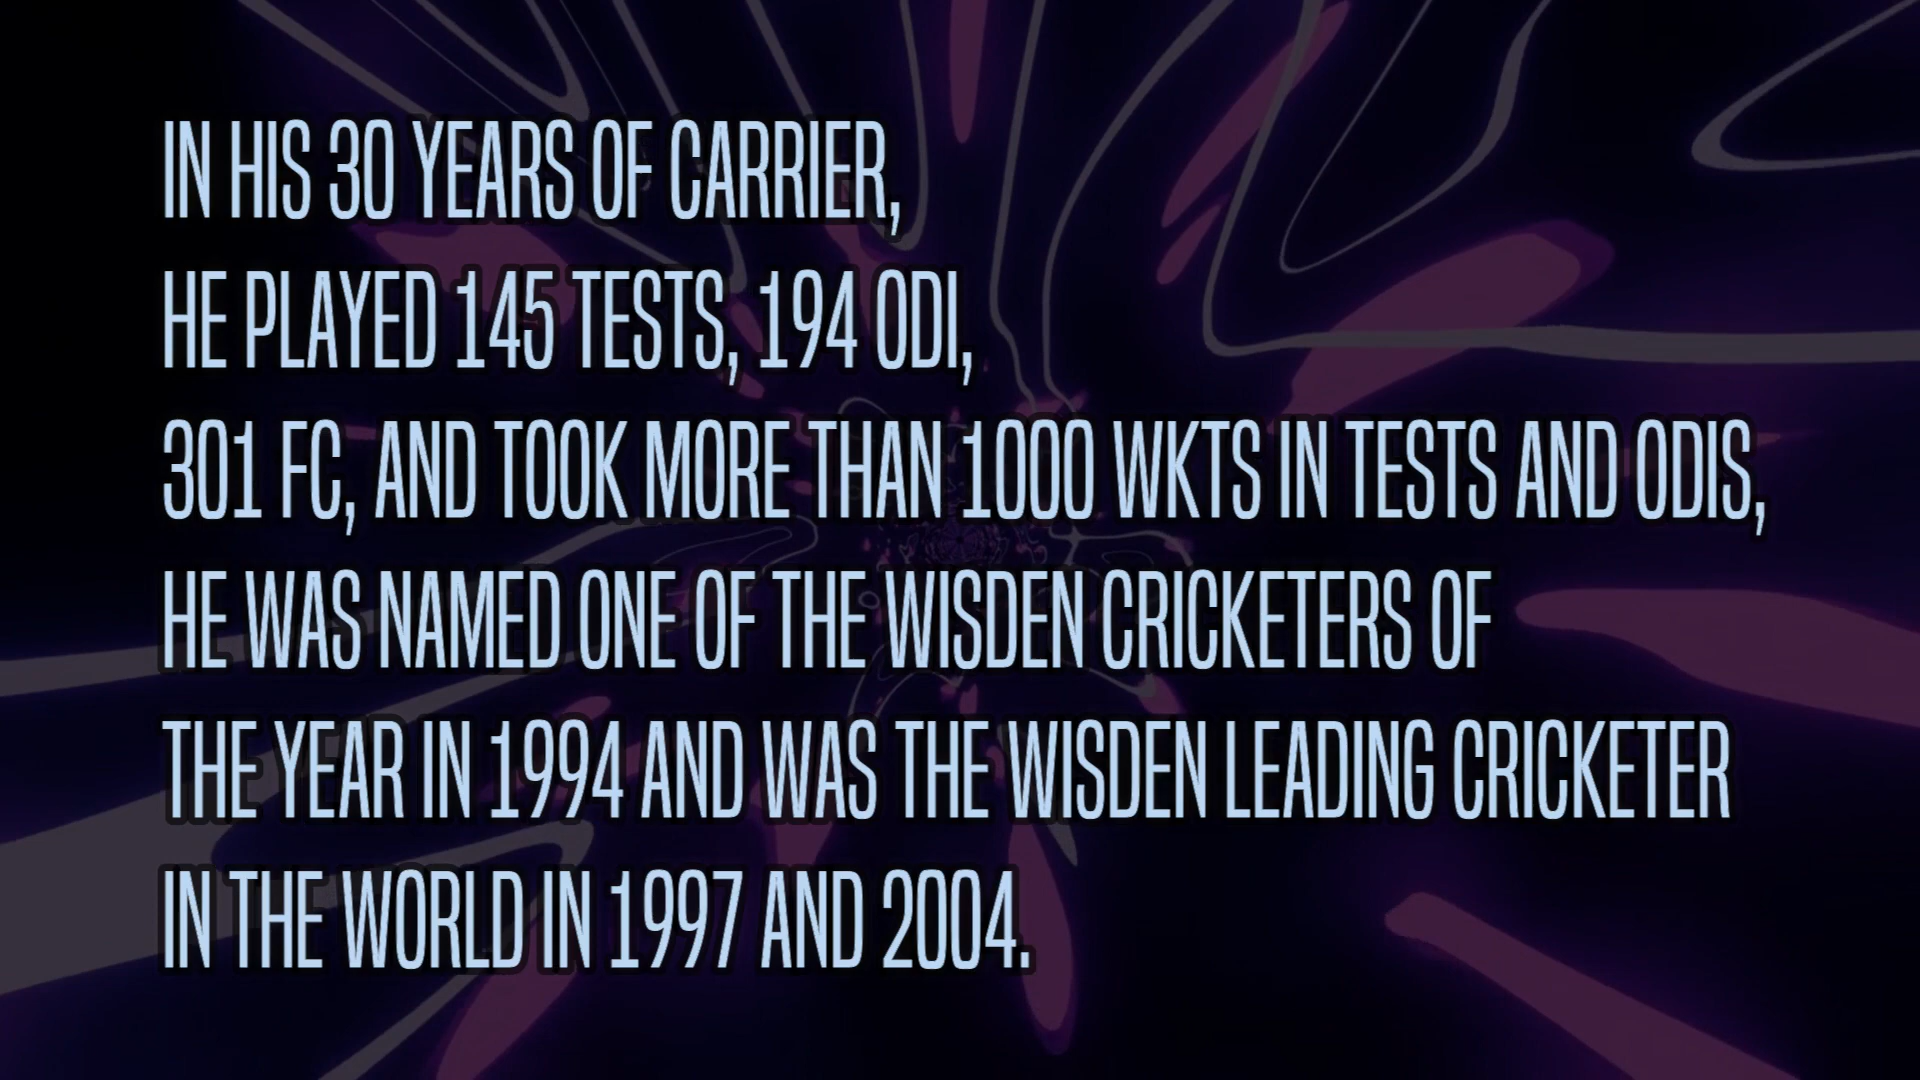 IN HIS 30 YEARS OF CARRIER,
HE PLAYED 145 TESTS, 194 ODI,
301 FC, AND TOOK MORE THAN 1000 WKTS IN TESTS AND ODIS,
HE WAS NAMED ONE OF THE WISDEN CRICKETERS OF
THE YEAR IN 1994 AND WAS THE WISDEN LEADING CRICKETER
IN THE WORLD IN 1997 AND 2004.